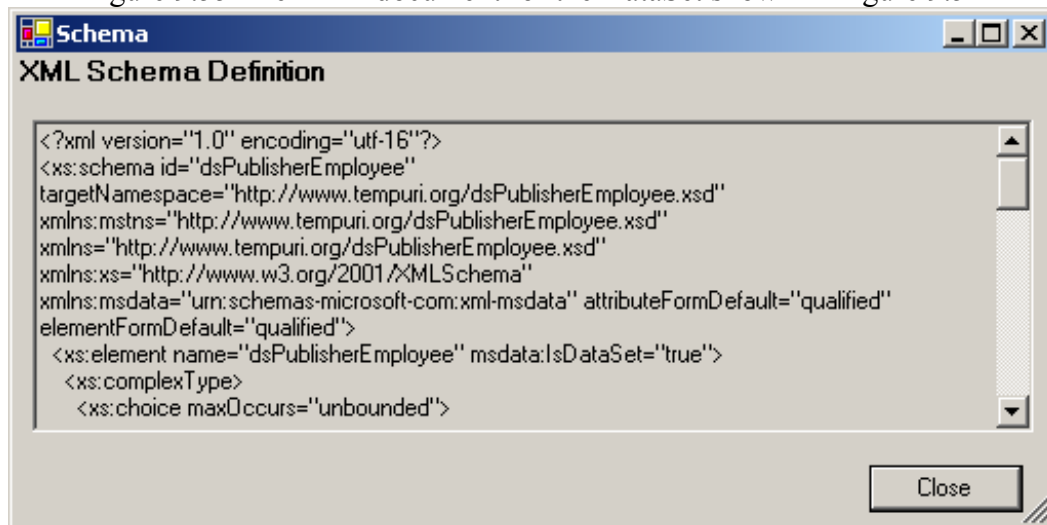 Schema
XML Schema Definition
<?xml version="1.0" encoding="utf-16"?>
<xs:schema id="dsPublisherEmployee"
targetNamespace="http://www.tempuri.org/dsPublisherEmployee.xsd"
xmlns:mstns="http://www.tempuri.org/dsPublisherEmployee.xsd"
xmlns="http://www.tempuri.org/dsPublisherEmployee.xsd"
xmlns:xs="http://www.w3.org/2001/XMLSchema"
xmlns:msdata="urn:schemas-microsoft-com:xml-msdata" attributeFormDefault="qualified"
elementFormDefault="qualified">
<xs:element name="dsPublisherEmployee" msdata:IsDataSet="true">
<xs:complexType>
<xs:choice maxOccurs="unbounded">
Close